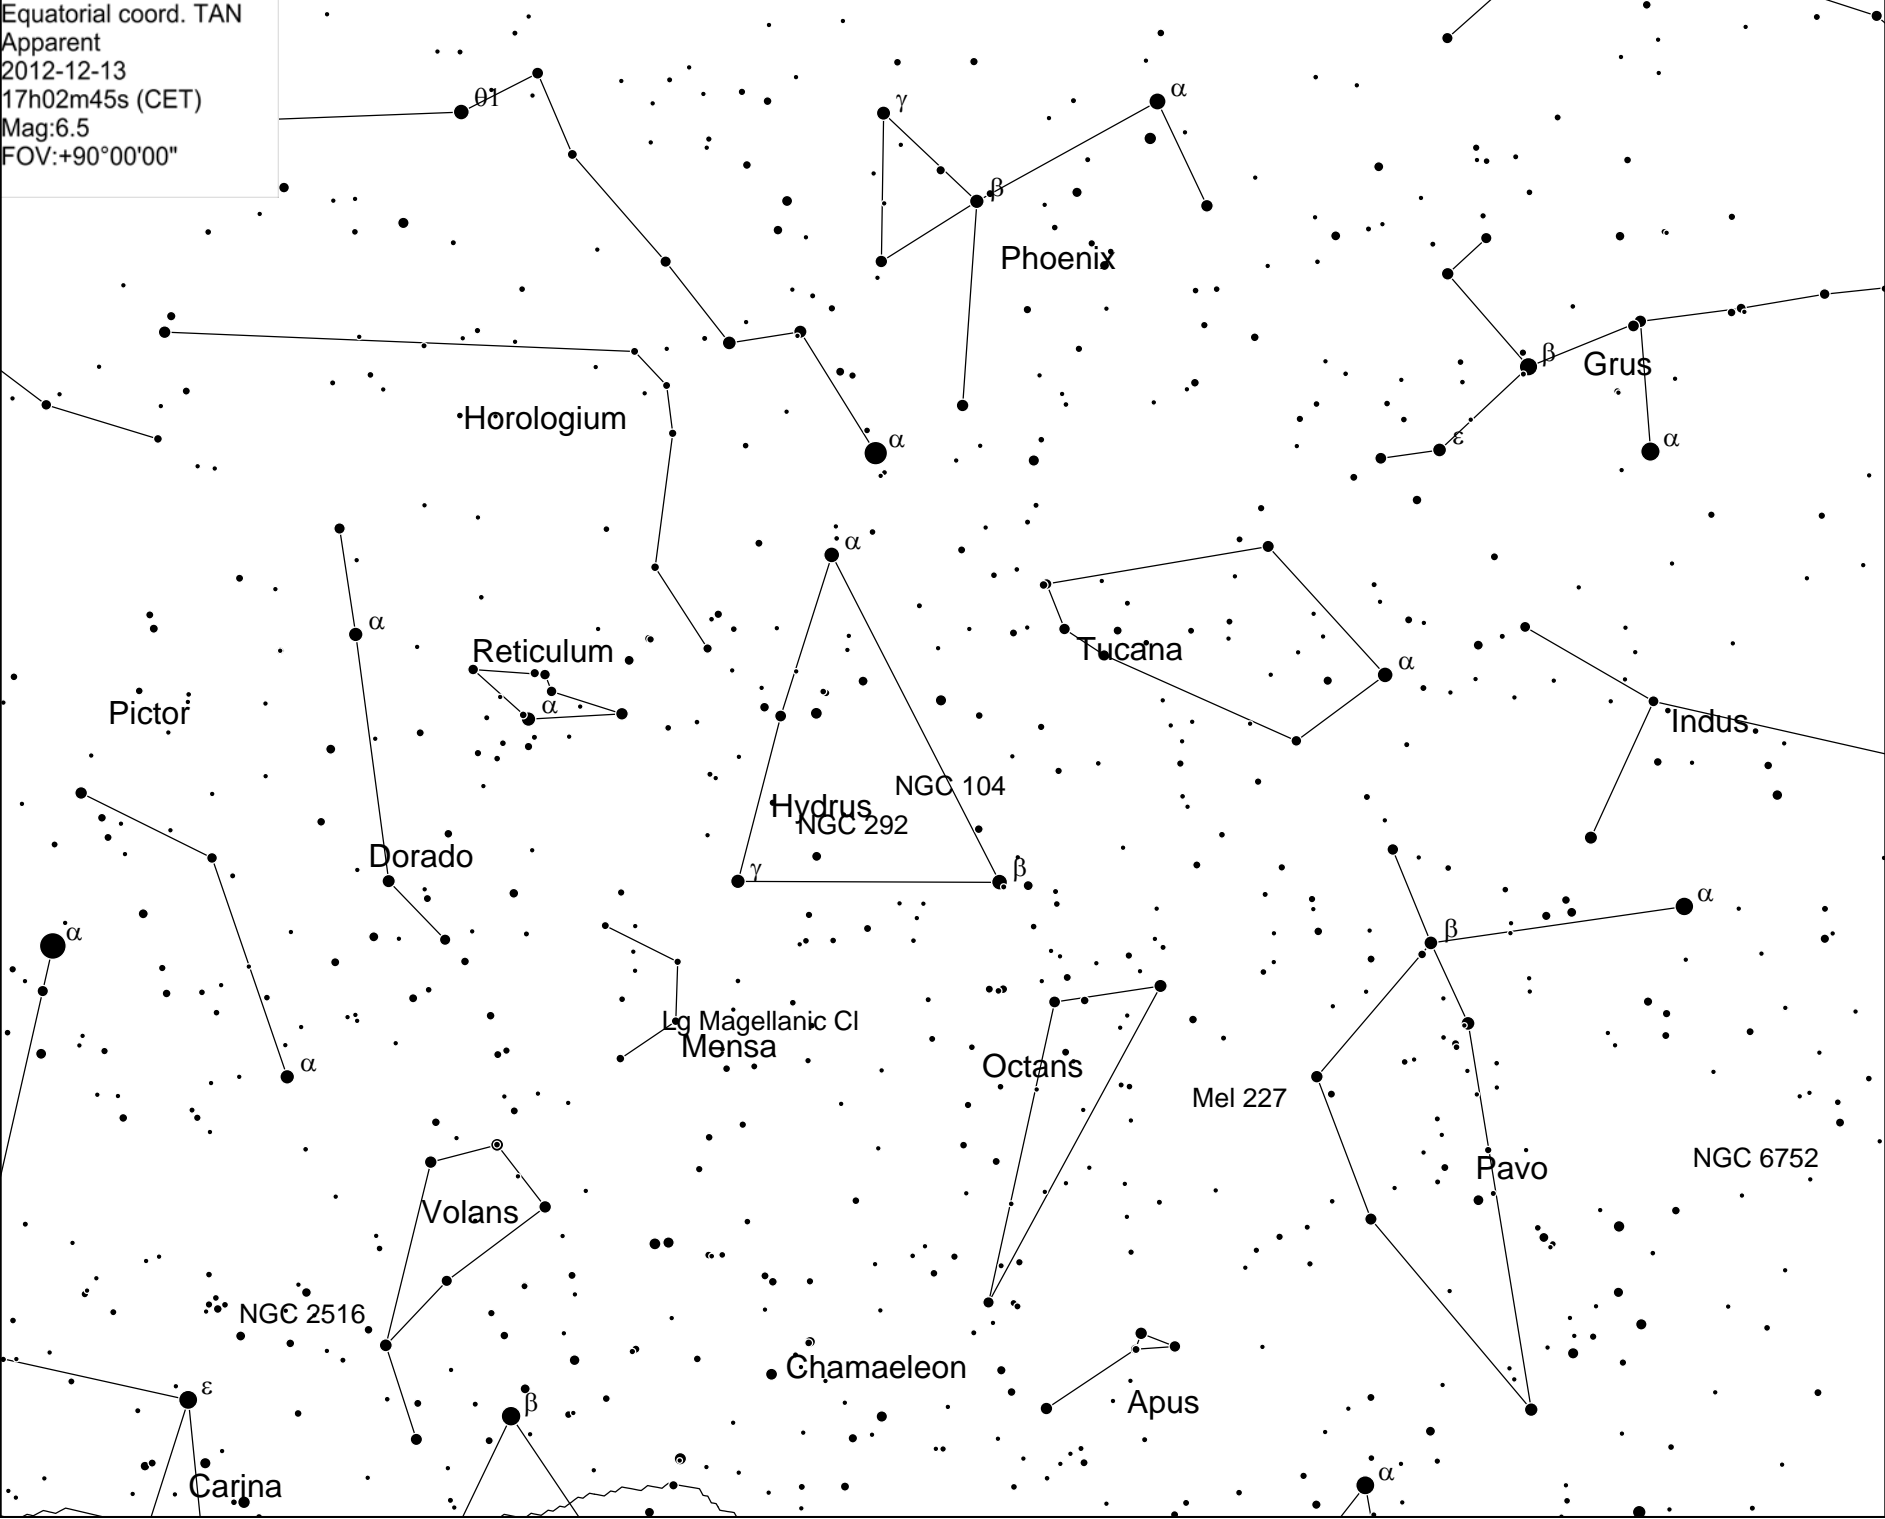 Equatorial coord. TAN
Apparent
2012-12-13
17h02m45s (CET)
Mag:6.5
FOV:+90°00'00"
θ1
γ
α
β
Phoenix
β
Grus
Horologium
α
ε
α
α
α
Reticulum
Tucana
α
α
Pictor
Indus
NGC 104
Hydrus
NGC 292
Dorado
γ
β
α
β
α
Lg Magellanic Cl
Mensa
Octans
α
Mel 227
Pavo
NGC 6752
Volans
NGC 2516
Chamaeleon
ε
β
Apus
Carina
α